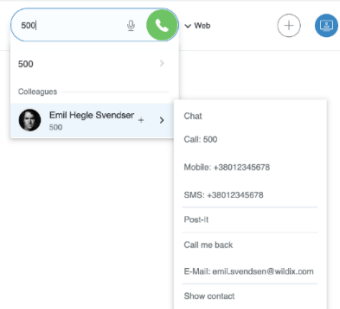 500
Web
500
Colleagues
Emil Hegle Svendser
500
Chat
Call: 500
Mobile: +38012345678
SMS: +38012345678
Post-It
Call me back
E-Mail: emil.svendsen@wildix.com
Show contact